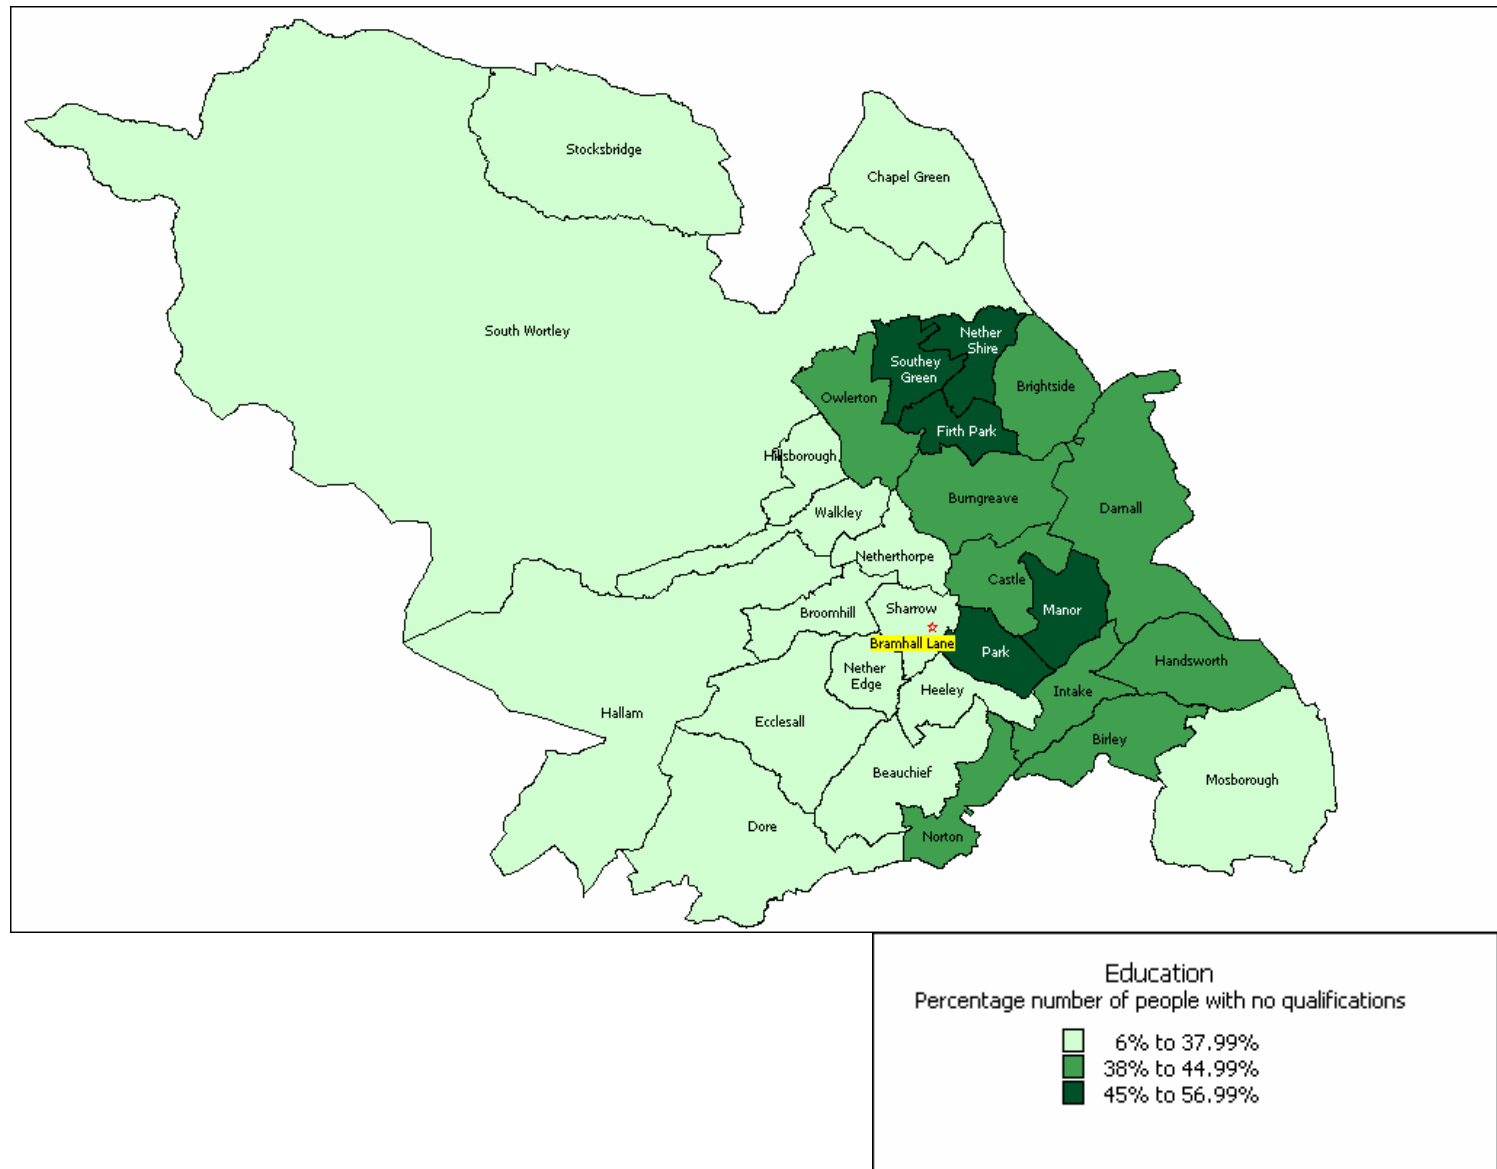 Stocksbridge
Chapel Green
South Wortley
Nether
Shire
Southey
Green
Brightside
Owlerton
Firth Park
Hillsborough
Burngreave
Walkley
Darnall
Netherthorpe
Castle
Sharrow
Broomhill
Manor
Bramhall Lane
Park
Handsworth
Nether
Edge
Heeley
Intake
Hallam
Ecclesall
Birley
Beauchief
Mosborough
Dore
Norton
Education
Percentage number of people with no qualifications
6% to 37.99%
38% to 44.99%
45% to 56.99%